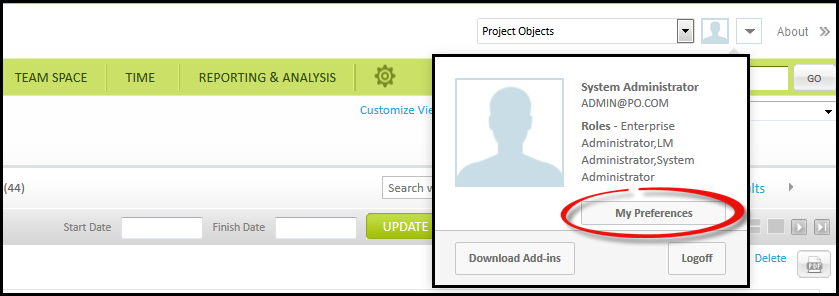 Project Objects
About »
TEAM SPACE
TIME
REPORTING & ANALYSIS
GO
Customize Vie
System Administrator
ADMIN@PO.COM
Roles - Enterprise
Administrator,LM
Administrator,System
Administrator
(44)
Search w
lts
My Preferences
Start Date
Finish Date
UPDATE
Download Add-ins
Logoff
Delete
PDF